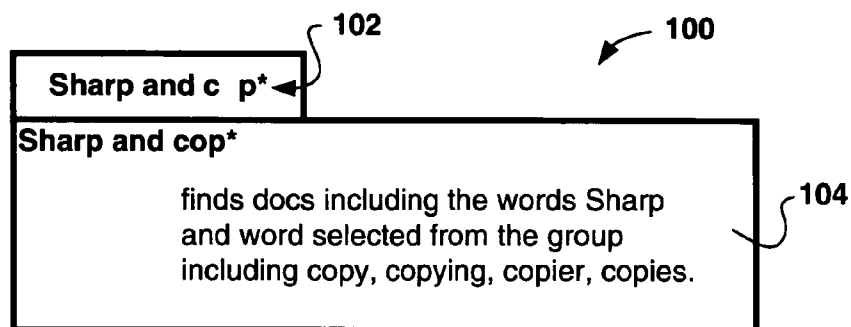 102
100
Sharp and c p*
Sharp and cop*
finds docs including the words Sharp
and word selected from the group
including copy, copying, copier, copies.
104